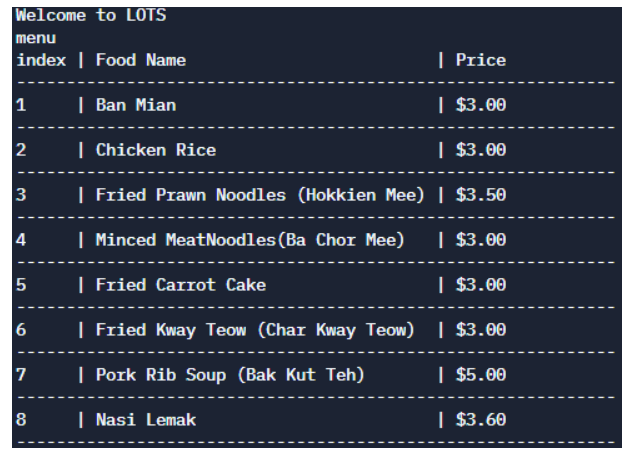 Welcome to LOTS
menu
index | Food Name                        | Price
------------------------------------------------------------
1     | Ban Mian                         | $3.00
------------------------------------------------------------
2     | Chicken Rice                     | $3.00
------------------------------------------------------------
3     | Fried Prawn Noodles (Hokkien Mee) | $3.50
------------------------------------------------------------
4     | Minced MeatNoodles(Ba Chor Mee)   | $3.00
------------------------------------------------------------
5     | Fried Carrot Cake                | $3.00
------------------------------------------------------------
6     | Fried Kway Teow (Char Kway Teow)  | $3.00
------------------------------------------------------------
7     | Pork Rib Soup (Bak Kut Teh)       | $5.00
------------------------------------------------------------
8     | Nasi Lemak                       | $3.60
------------------------------------------------------------